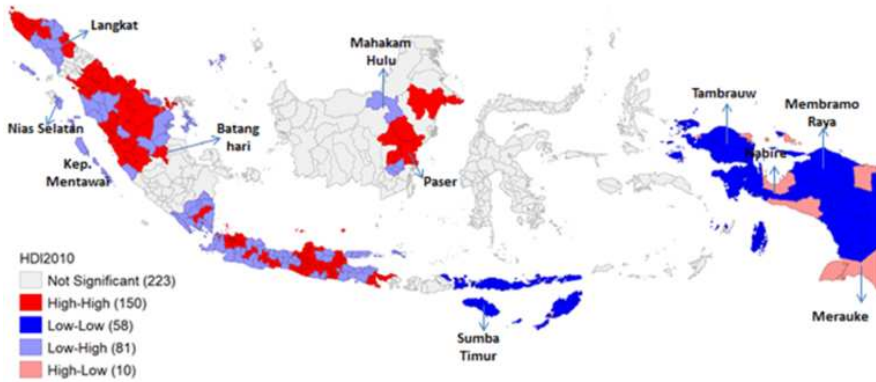 Langkat
Mahakam
Hulu
Tambrauw
Membramo
Raya
Nias Selatan
Batang
hari
Nabire
Kep.
Mentawai
Paser
HDI2010
Not Significant (223)
High-High (150)
Low-Low (58)
Low-High (81)
High-Low (10)
Sumba
Timur
Merauke